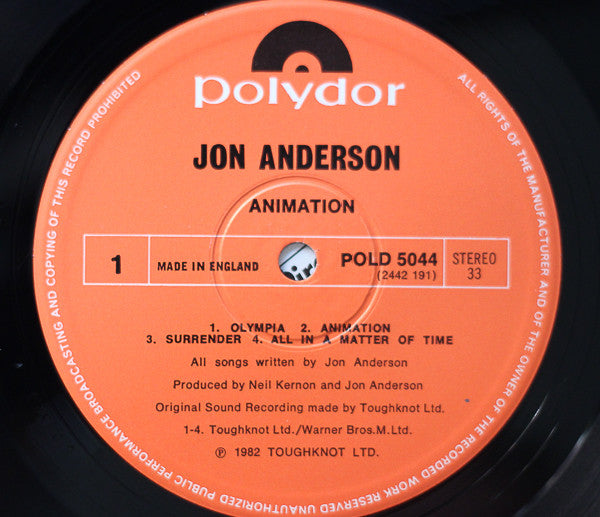 polydor
JON ANDERSON
ANIMATION
1
MADE IN ENGLAND
POLD 5044
(2442 191)
STEREO
33
1. OLYMPIA 2. ANIMATION
3. SURRENDER 4. ALL IN A MATTER OF TIME
All songs written by Jon Anderson
Produced by Neil Kernon and Jon Anderson
Original Sound Recording made by Toughknot Ltd.
1-4. Toughknot Ltd./Warner Bros.M.Ltd.
℗ 1982 TOUGHKNOT LTD.
ALL RIGHTS OF THE MANUFACTURER AND OF THE OWNER OF THE RECORDED WORK RESERVED UNAUTHORIZED PUBLIC PERFORMANCE BROADCASTING AND COPYING OF THIS RECORD PROHIBITED